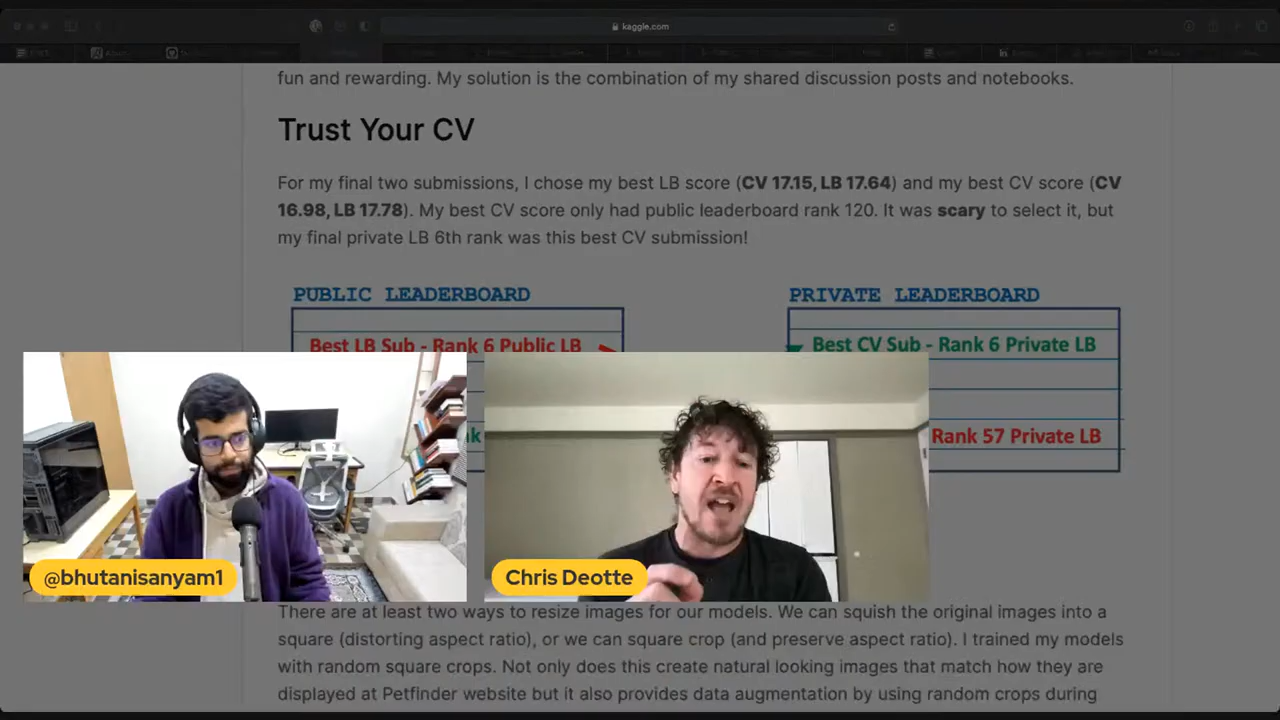 kaggle.com
fun and rewarding. My solution is the combination of my shared discussion posts and notebooks.
Trust Your CV
For my final two submissions, I chose my best LB score (CV 17.15, LB 17.64) and my best CV score (CV
16.98, LB 17.78). My best CV score only had public leaderboard rank 120. It was scary to select it, but
my final private LB 6th rank was this best CV submission!
PUBLIC LEADERBOARD
PRIVATE LEADERBOARD
Best LB Sub - Rank 6 Public LB
Best CV Sub - Rank 6 Private LB
Rank 57 Private LB
@bhutanisanyam1
Chris Deotte
There are at least two ways to resize images for our models. We can squish the original images into a
square (distorting aspect ratio), or we can square crop (and preserve aspect ratio). I trained my models
with random square crops. Not only does this create natural looking images that match how they are
displayed at Petfinder website but it also provides data augmentation by using random crops during